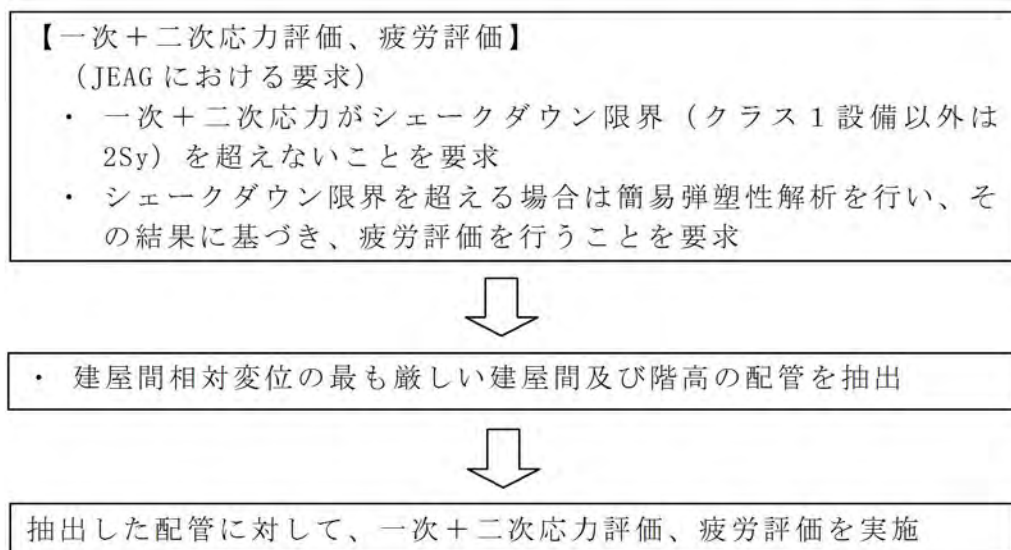 【一次＋二次応力評価、疲労評価】
（JEAGにおける要求）
・ 一次＋二次応力がシェークダウン限界（クラス１設備以外は
2Sy）を超えないことを要求
・ シェークダウン限界を超える場合は簡易弾塑性解析を行い、そ
の結果に基づき、疲労評価を行うことを要求
・ 建屋間相対変位の最も厳しい建屋間及び階高の配管を抽出
抽出した配管に対して、一次＋二次応力評価、疲労評価を実施